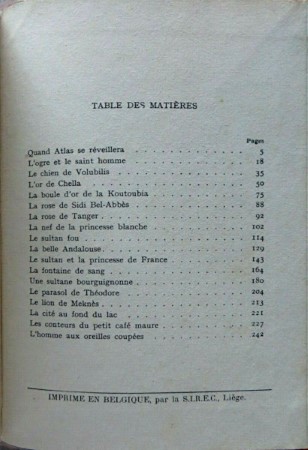 TABLE DES MATIÈRES
Pages
Quand Atlas se réveillera . . . . . . . . . . . . 5
L'ogre et le saint homme . . . . . . . . . . . . 18
Le chien de Volubilis . . . . . . . . . . . . 35
L'or de Chella . . . . . . . . . . . . 50
La boule d'or de la Koutoubia . . . . . . . . . . . . 75
La rose de Sidi Bel-Abbès . . . . . . . . . . . . 88
La rose de Tanger . . . . . . . . . . . . 92
La nef de la princesse blanche . . . . . . . . . . . . 102
Le sultan fou . . . . . . . . . . . . 114
La belle Andalouse . . . . . . . . . . . . 129
Le sultan et la princesse de France . . . . . . . . . . . . 143
La fontaine de sang . . . . . . . . . . . . 164
Une sultane bourguignonne . . . . . . . . . . . . 180
Le parasol de Théodore . . . . . . . . . . . . 204
Le lion de Meknès . . . . . . . . . . . . 213
La cité au fond du lac . . . . . . . . . . . . 221
Les conteurs du petit café maure . . . . . . . . . . . . 227
L'homme aux oreilles coupées . . . . . . . . . . . . 242
IMPRIME EN BELGIQUE, par la S.I.R.E.C., Liége.